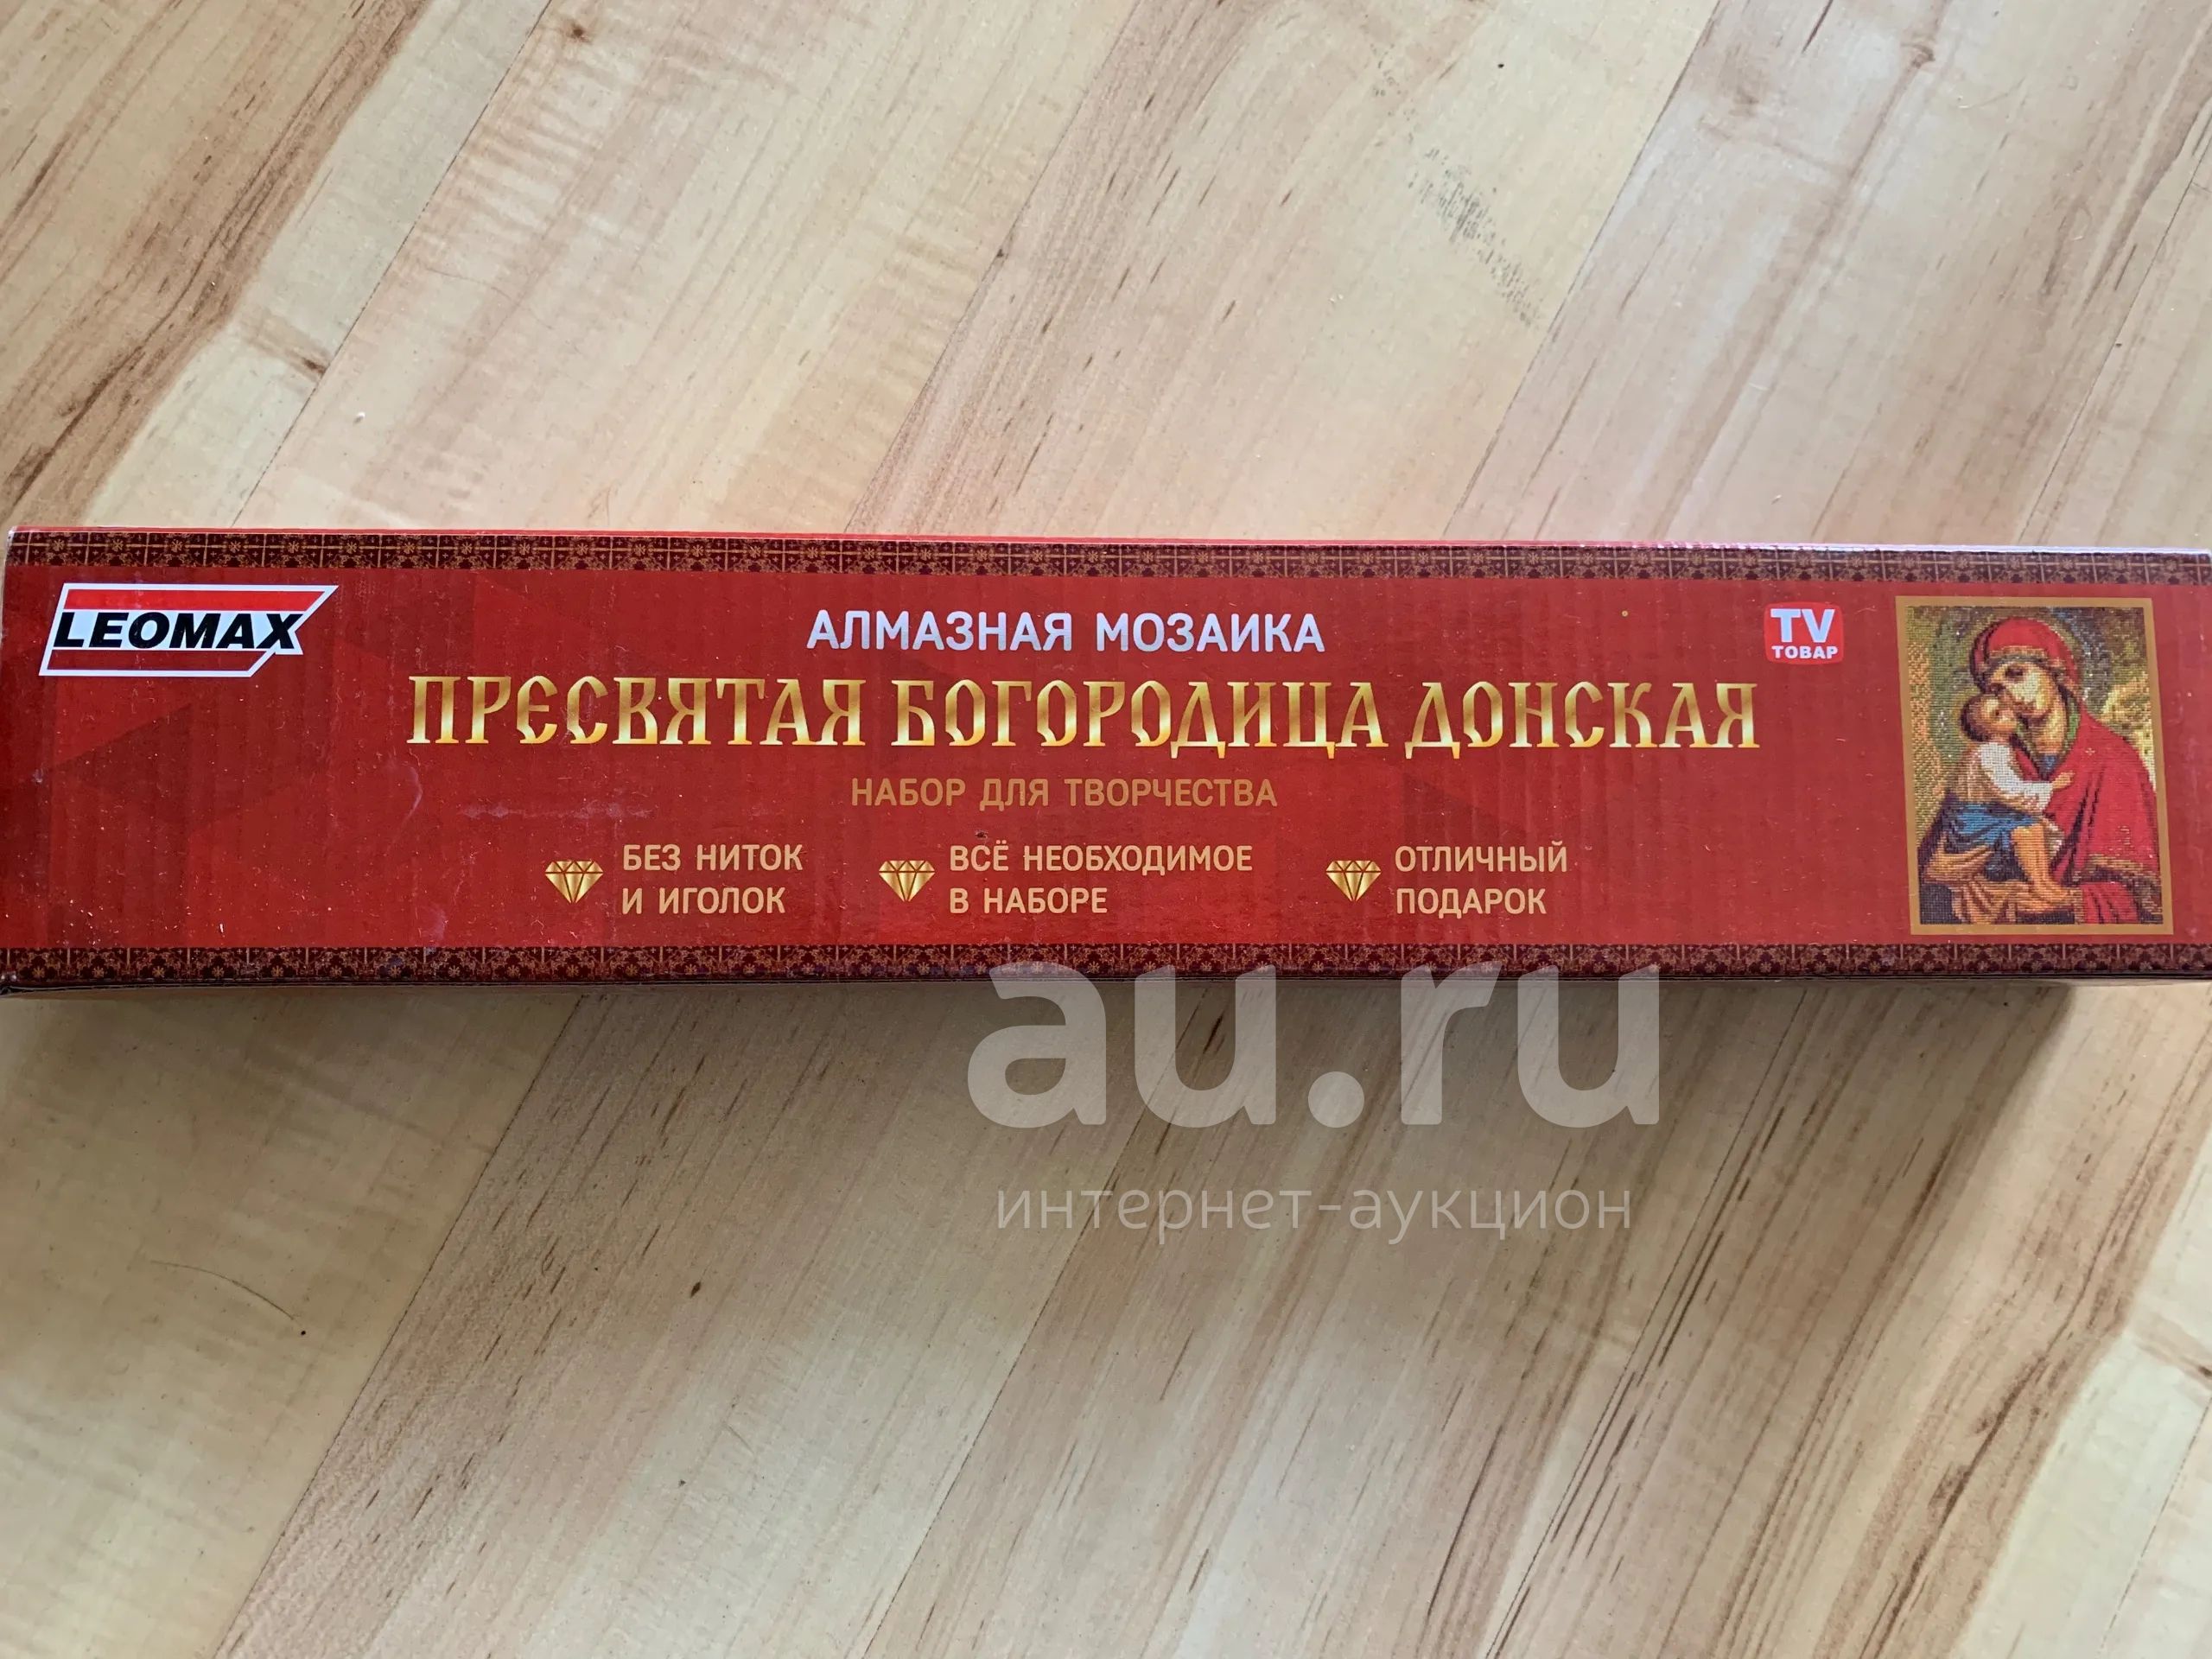 LEOMAX
АЛМАЗНАЯ МОЗАИКА
TV
ТОВАР
ПРЕСВЯТАЯ БОГОРОДИЦА ДОНСКАЯ
НАБОР ДЛЯ ТВОРЧЕСТВА
БЕЗ НИТОК
И ИГОЛОК
ВСЁ НЕОБХОДИМОЕ
В НАБОРЕ
ОТЛИЧНЫЙ
ПОДАРОК
au.ru
интернет-аукцион